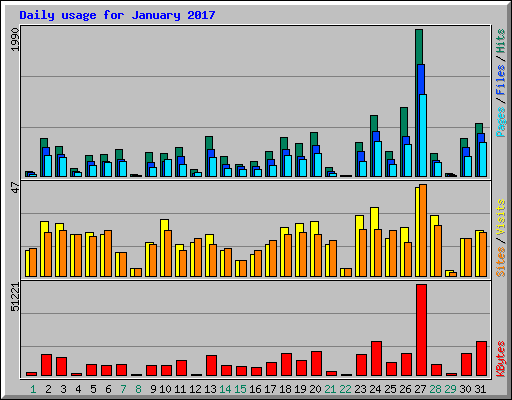 Daily usage for January 2017
1990
Pages / Files / Hits
47
Sites / Visits
51221
KBytes
1 2 3 4 5 6 7 8 9 10 11 12 13 14 15 16 17 18 19 20 21 22 23 24 25 26 27 28 29 30 31